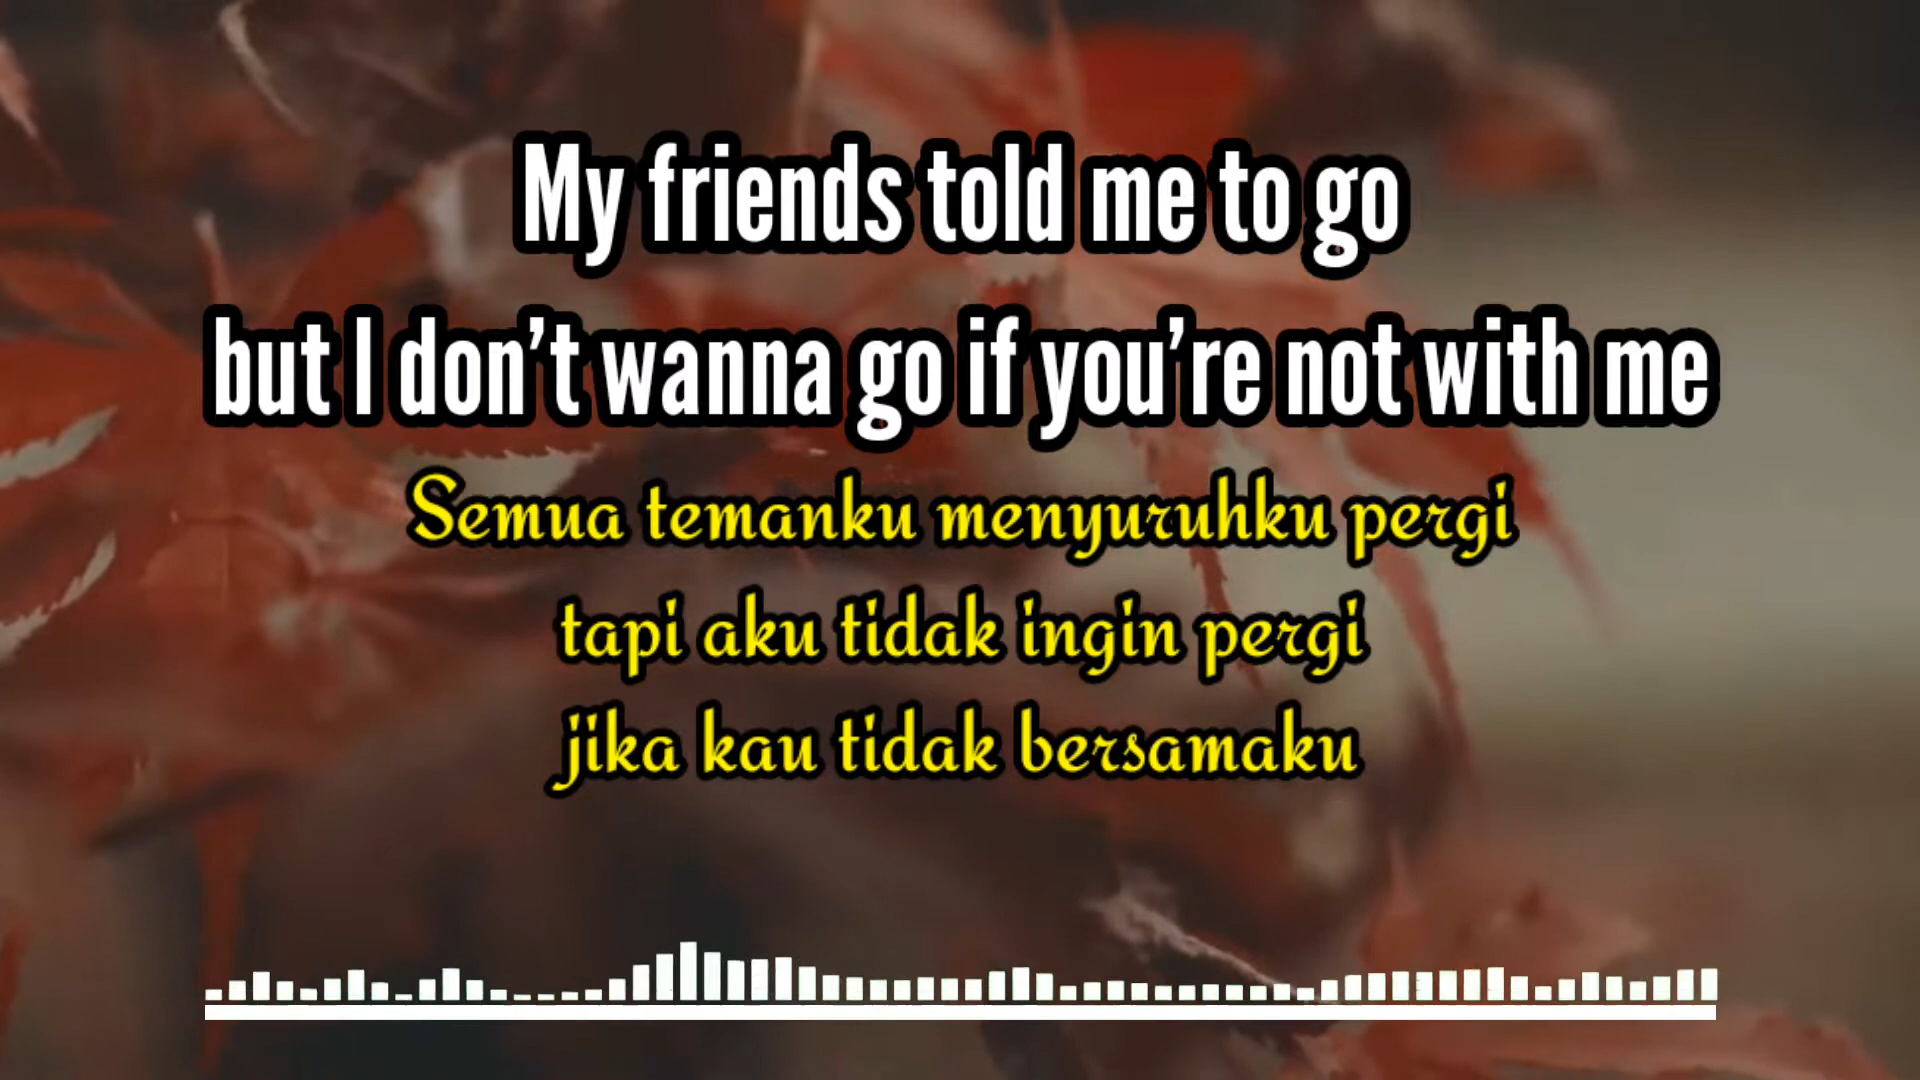 My friends told me to go
but I don’t wanna go if you’re not with me
Semua temanku menyuruhku pergi
tapi aku tidak ingin pergi
jika kau tidak bersamaku